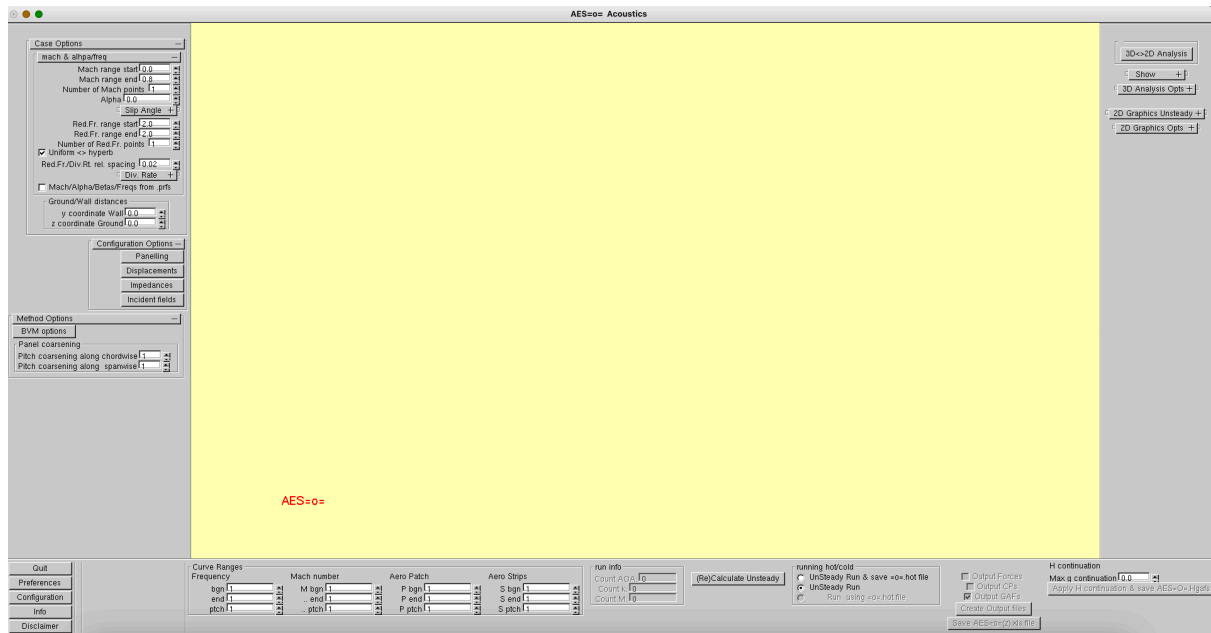 AES=o= Acoustics
Case Options
mach & alhpa/freq
Mach range start 0.0
Mach range end 0.8
Number of Mach points 1
Alpha 0.0
Slip Angle +
Red.Fr. range start 2.0
Red.Fr. range end 2.0
Number of Red.Fr. points 1
Uniform <> hyperb
Red.Fr./Div.Rt. rel. spacing 0.02
Div. Rate +
Mach/Alpha/Betas/Freqs from .prfs
Ground/Wall distances
y coordinate Wall 0.0
z coordinate Ground 0.0
Configuration Options
Panelling
Displacements
Impedances
Incident fields
Method Options
BVM options
Panel coarsening
Pitch coarsening along chordwise 1
Pitch coarsening along spanwise 1
AES=o=
3D<>2D Analysis
Show +
3D Analysis Opts +
2D Graphics Unsteady +
2D Graphics Opts +
Quit
Preferences
Configuration
Info
Disclaimer
Curve Ranges
Frequency
bgn 1
end 1
ptch 1
Mach number
M bgn 1
.. end 1
.. ptch 1
Aero Patch
P bgn 1
P end 1
P ptch 1
Aero Strips
S bgn 1
S end 1
S ptch 1
run info
Count AOA: 0
Count k: 0
Count M: 0
(Re)Calculate Unsteady
running hot/cold
UnSteady Run & save =o=.hot file
UnSteady Run
Run using =o=.hot file
Output Forces
Output CPs
Output GAFs
Create Output files
Save AES=o=(z).xls file
H continuation
Max g continuation 0.0
Apply H continuation & save AES=O=.Hgafs